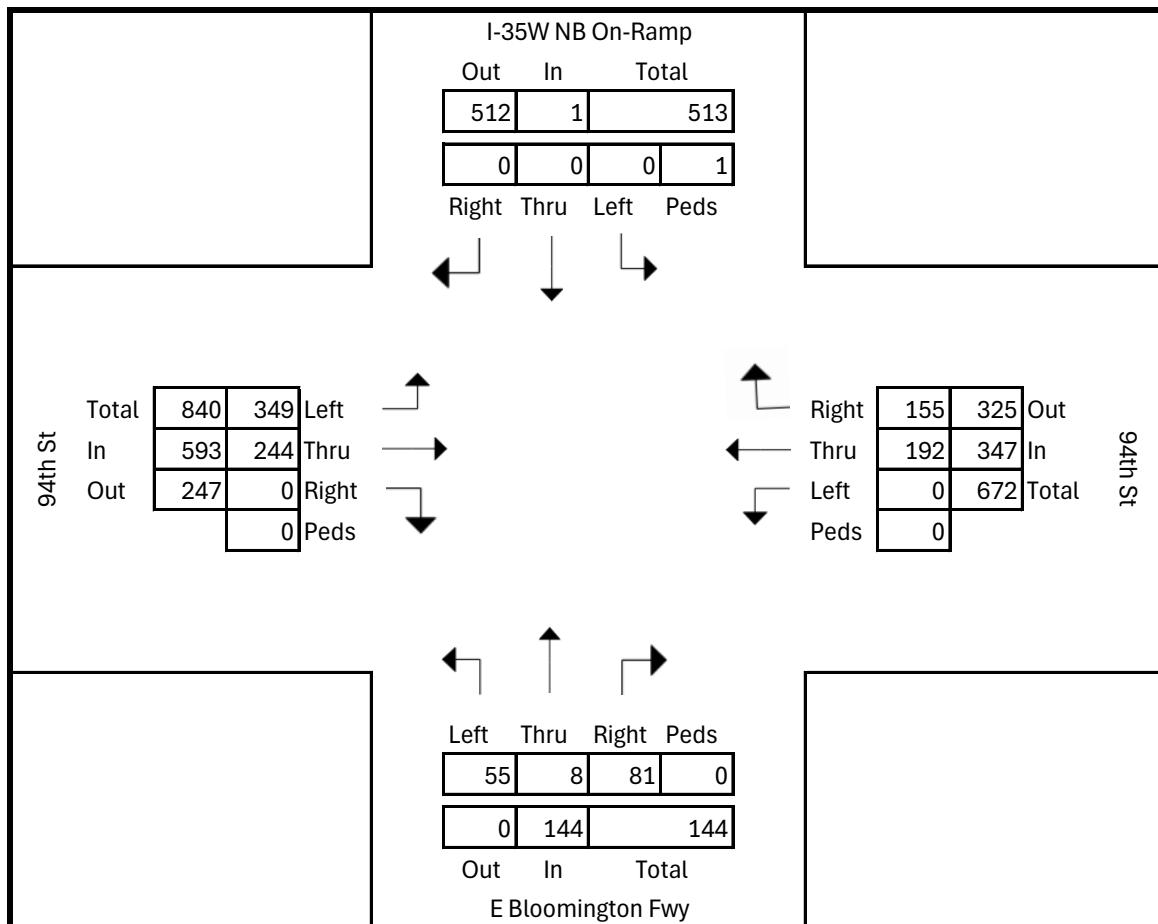 I-35W NB On-Ramp
Out In Total
512 1 513
0 0 0 1
Right Thru Left Peds
94th St
Total 840 349 Left
In 593 244 Thru
Out 247 0 Right
0 Peds
Right 155 325 Out
Thru 192 347 In
Left 0 672 Total
Peds 0
94th St
Left Thru Right Peds
55 8 81 0
0 144 144
Out In Total
E Bloomington Fwy